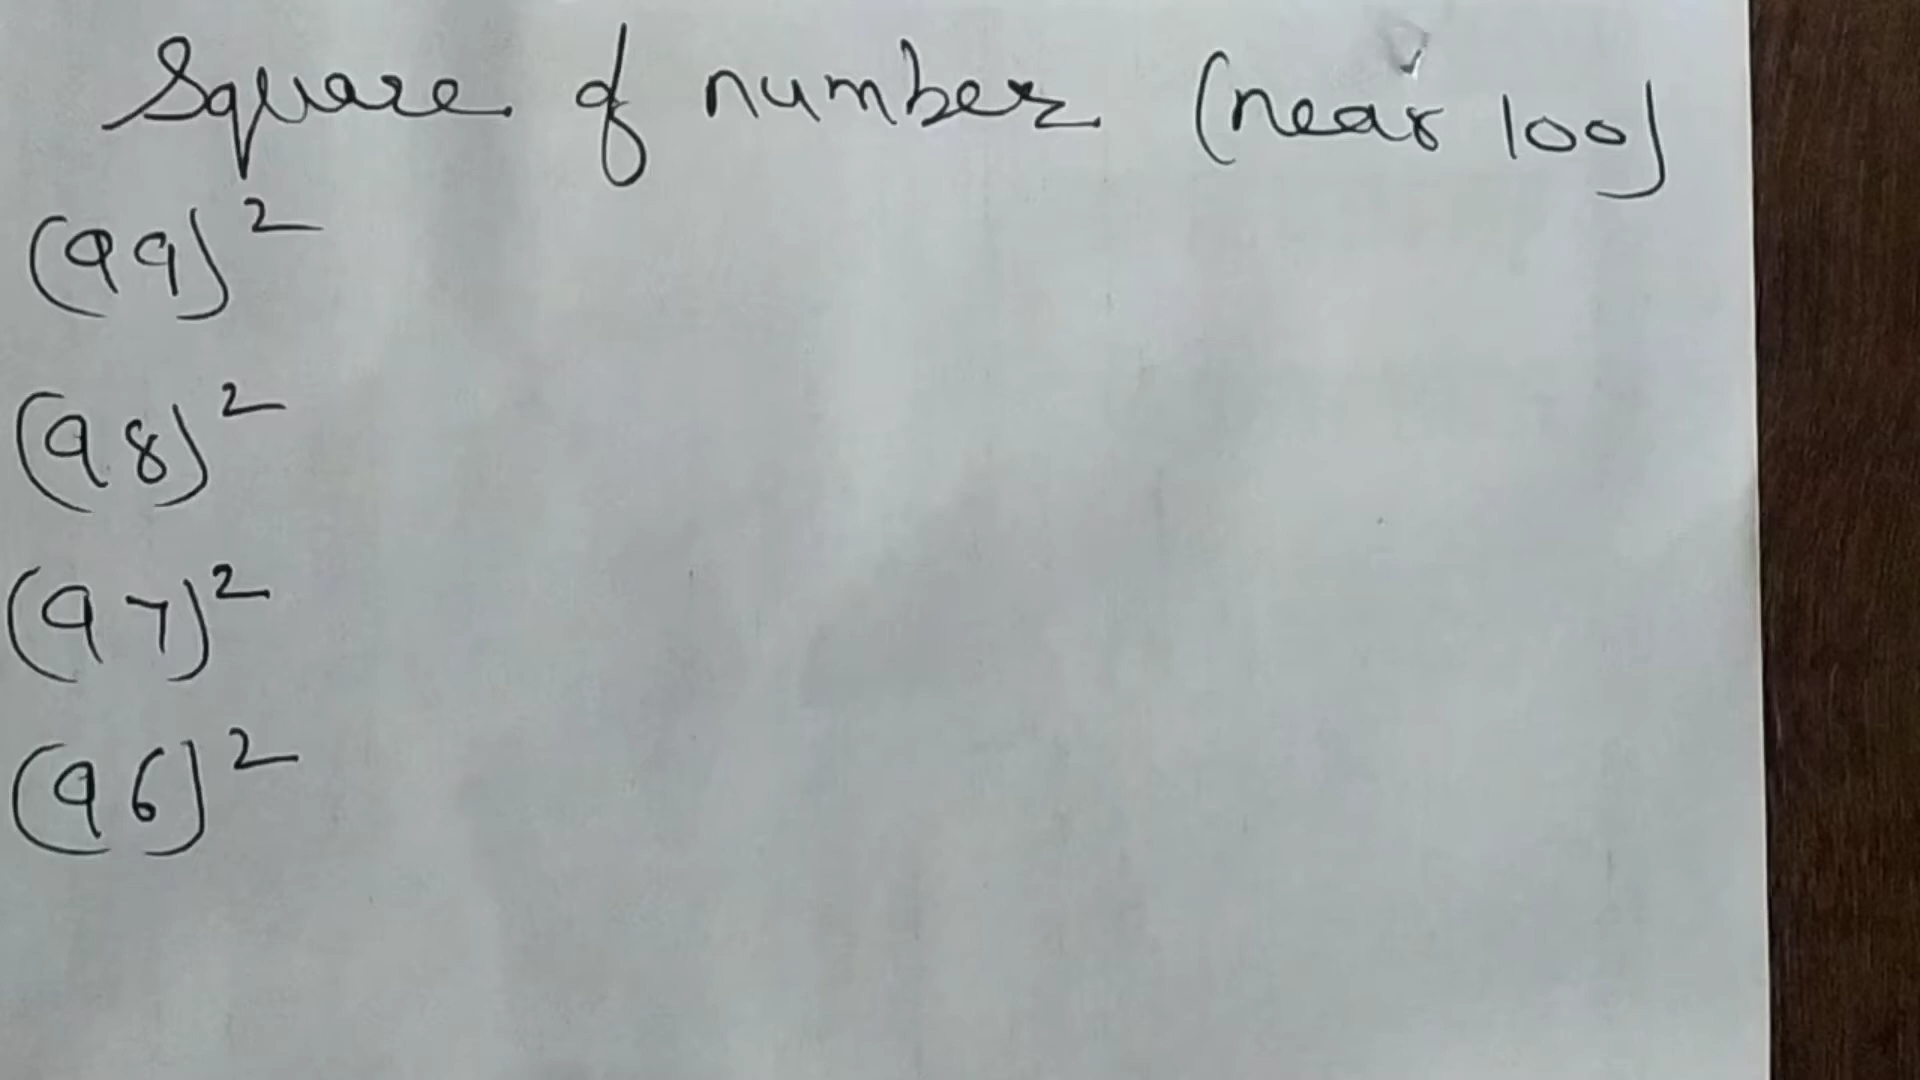 Square of number (near 100)
(99)²
(98)²
(97)²
(96)²